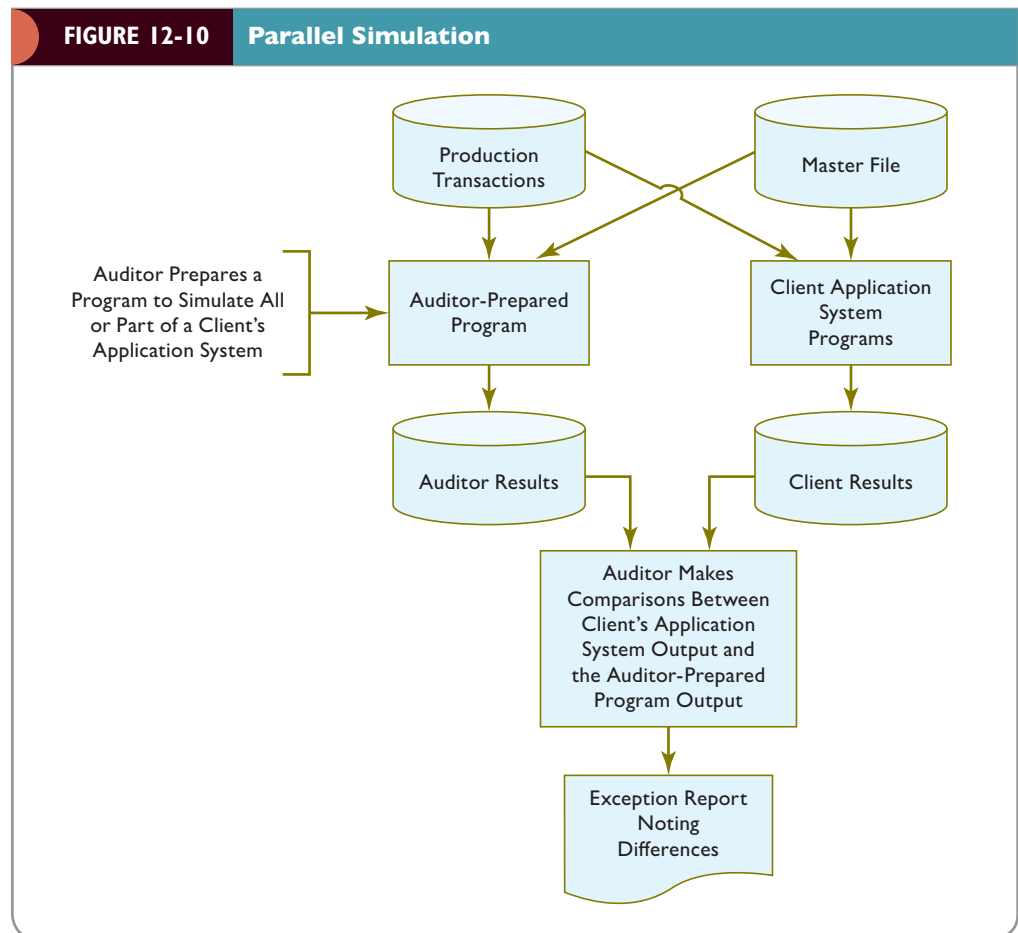 FIGURE 12-10
Parallel Simulation
Production
Transactions
Master File
Auditor Prepares a
Program to Simulate All
or Part of a Client's
Application System
Auditor-Prepared
Program
Client Application
System
Programs
Auditor Results
Client Results
Auditor Makes
Comparisons Between
Client's Application
System Output and
the Auditor-Prepared
Program Output
Exception Report
Noting
Differences